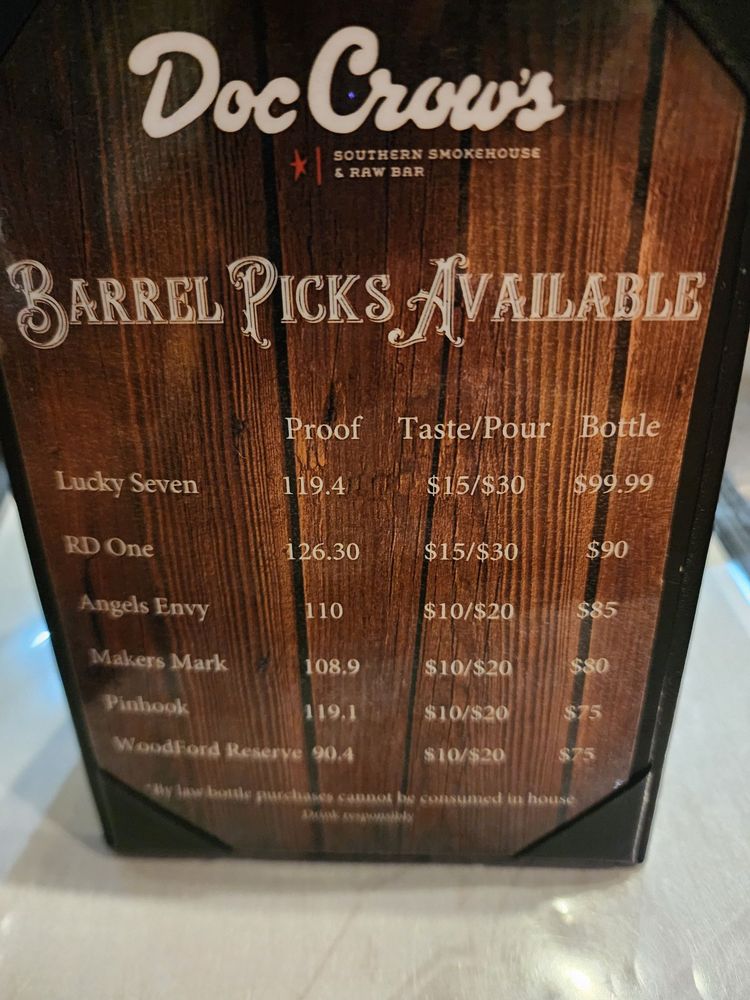 Doc Crow's
SOUTHERN SMOKEHOUSE
& RAW BAR
BARREL PICKS AVAILABLE
Proof Taste/Pour Bottle
Lucky Seven 119.4 $15/$30 $99.99
RD One 126.30 $15/$30 $90
Angels Envy 110 $10/$20 $85
Makers Mark 108.9 $10/$20 $80
Pinhook 119.1 $10/$20 $75
WoodFord Reserve 90.4 $10/$20 $75
*By law bottle purchases cannot be consumed in house
Drink responsibly